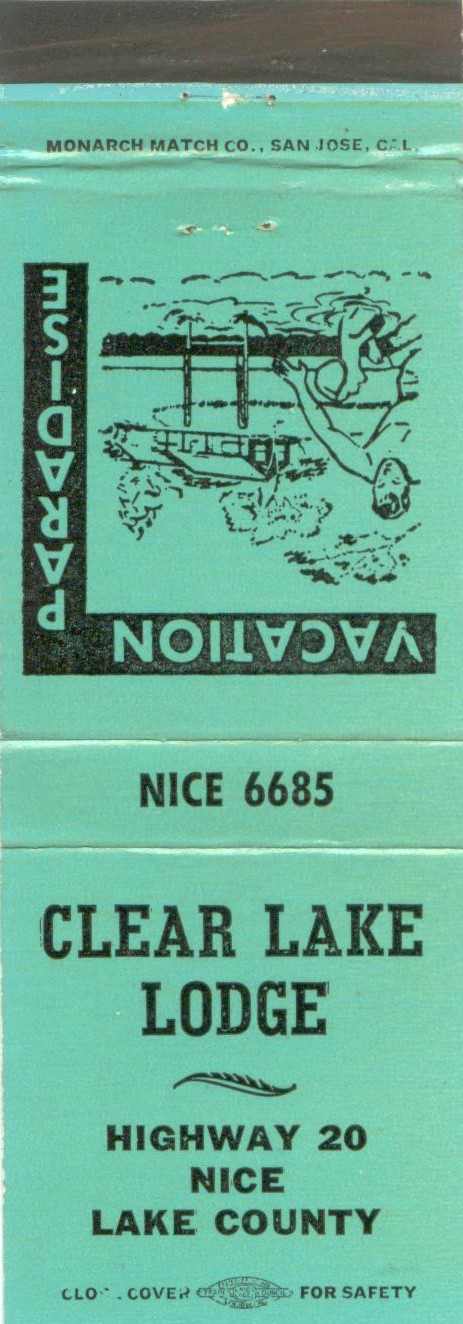 MONARCH MATCH CO., SAN JOSE, CAL.
VACATION
PARADISE
NICE 6685
CLEAR LAKE
LODGE
HIGHWAY 20
NICE
LAKE COUNTY
COVER FOR SAFETY